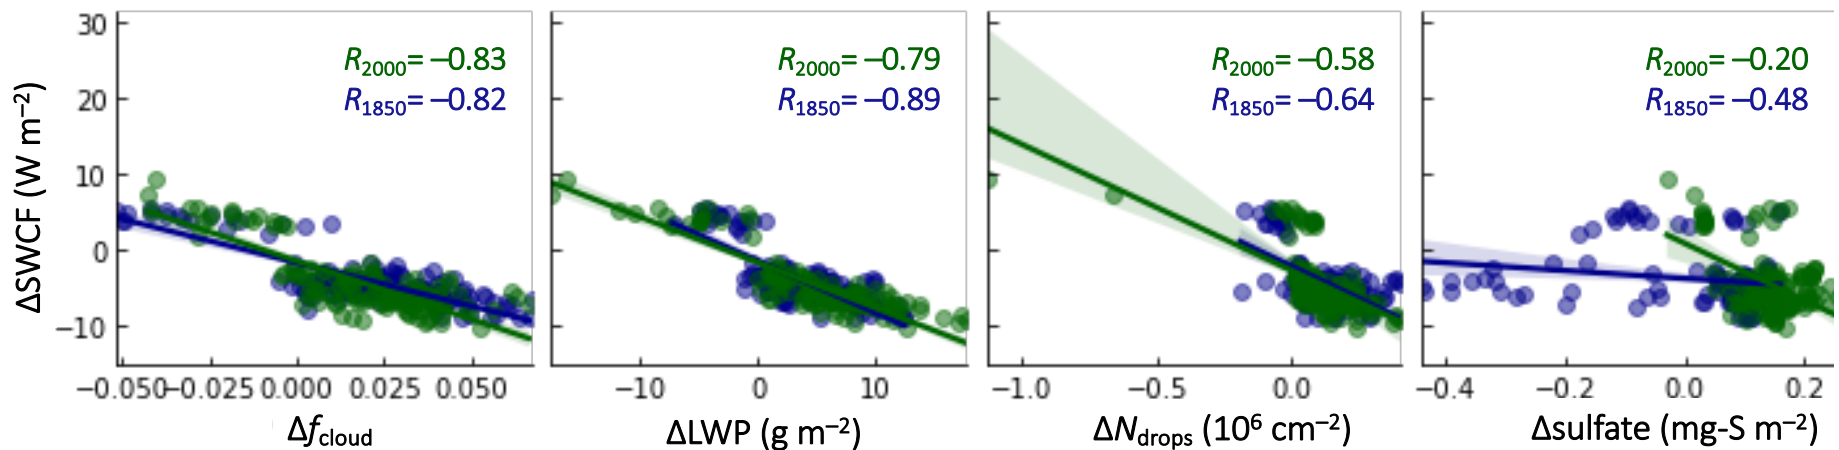 ΔSWCF (W m⁻²)
30
20
10
0
−10
R₂₀₀₀= –0.83
R₁₈₅₀= –0.82
−0.050
−0.025
0.000
0.025
0.050
Δf_cloud
R₂₀₀₀= –0.79
R₁₈₅₀= –0.89
−10
0
10
ΔLWP (g m⁻²)
R₂₀₀₀= –0.58
R₁₈₅₀= –0.64
−1.0
−0.5
0.0
ΔN_drops (10⁶ cm⁻²)
R₂₀₀₀= –0.20
R₁₈₅₀= –0.48
−0.4
−0.2
0.0
0.2
Δsulfate (mg-S m⁻²)